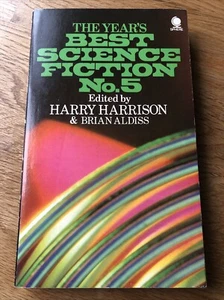 THE YEAR'S
BEST
SCIENCE
FICTION
No.5
Edited by
HARRY HARRISON
& BRIAN ALDISS